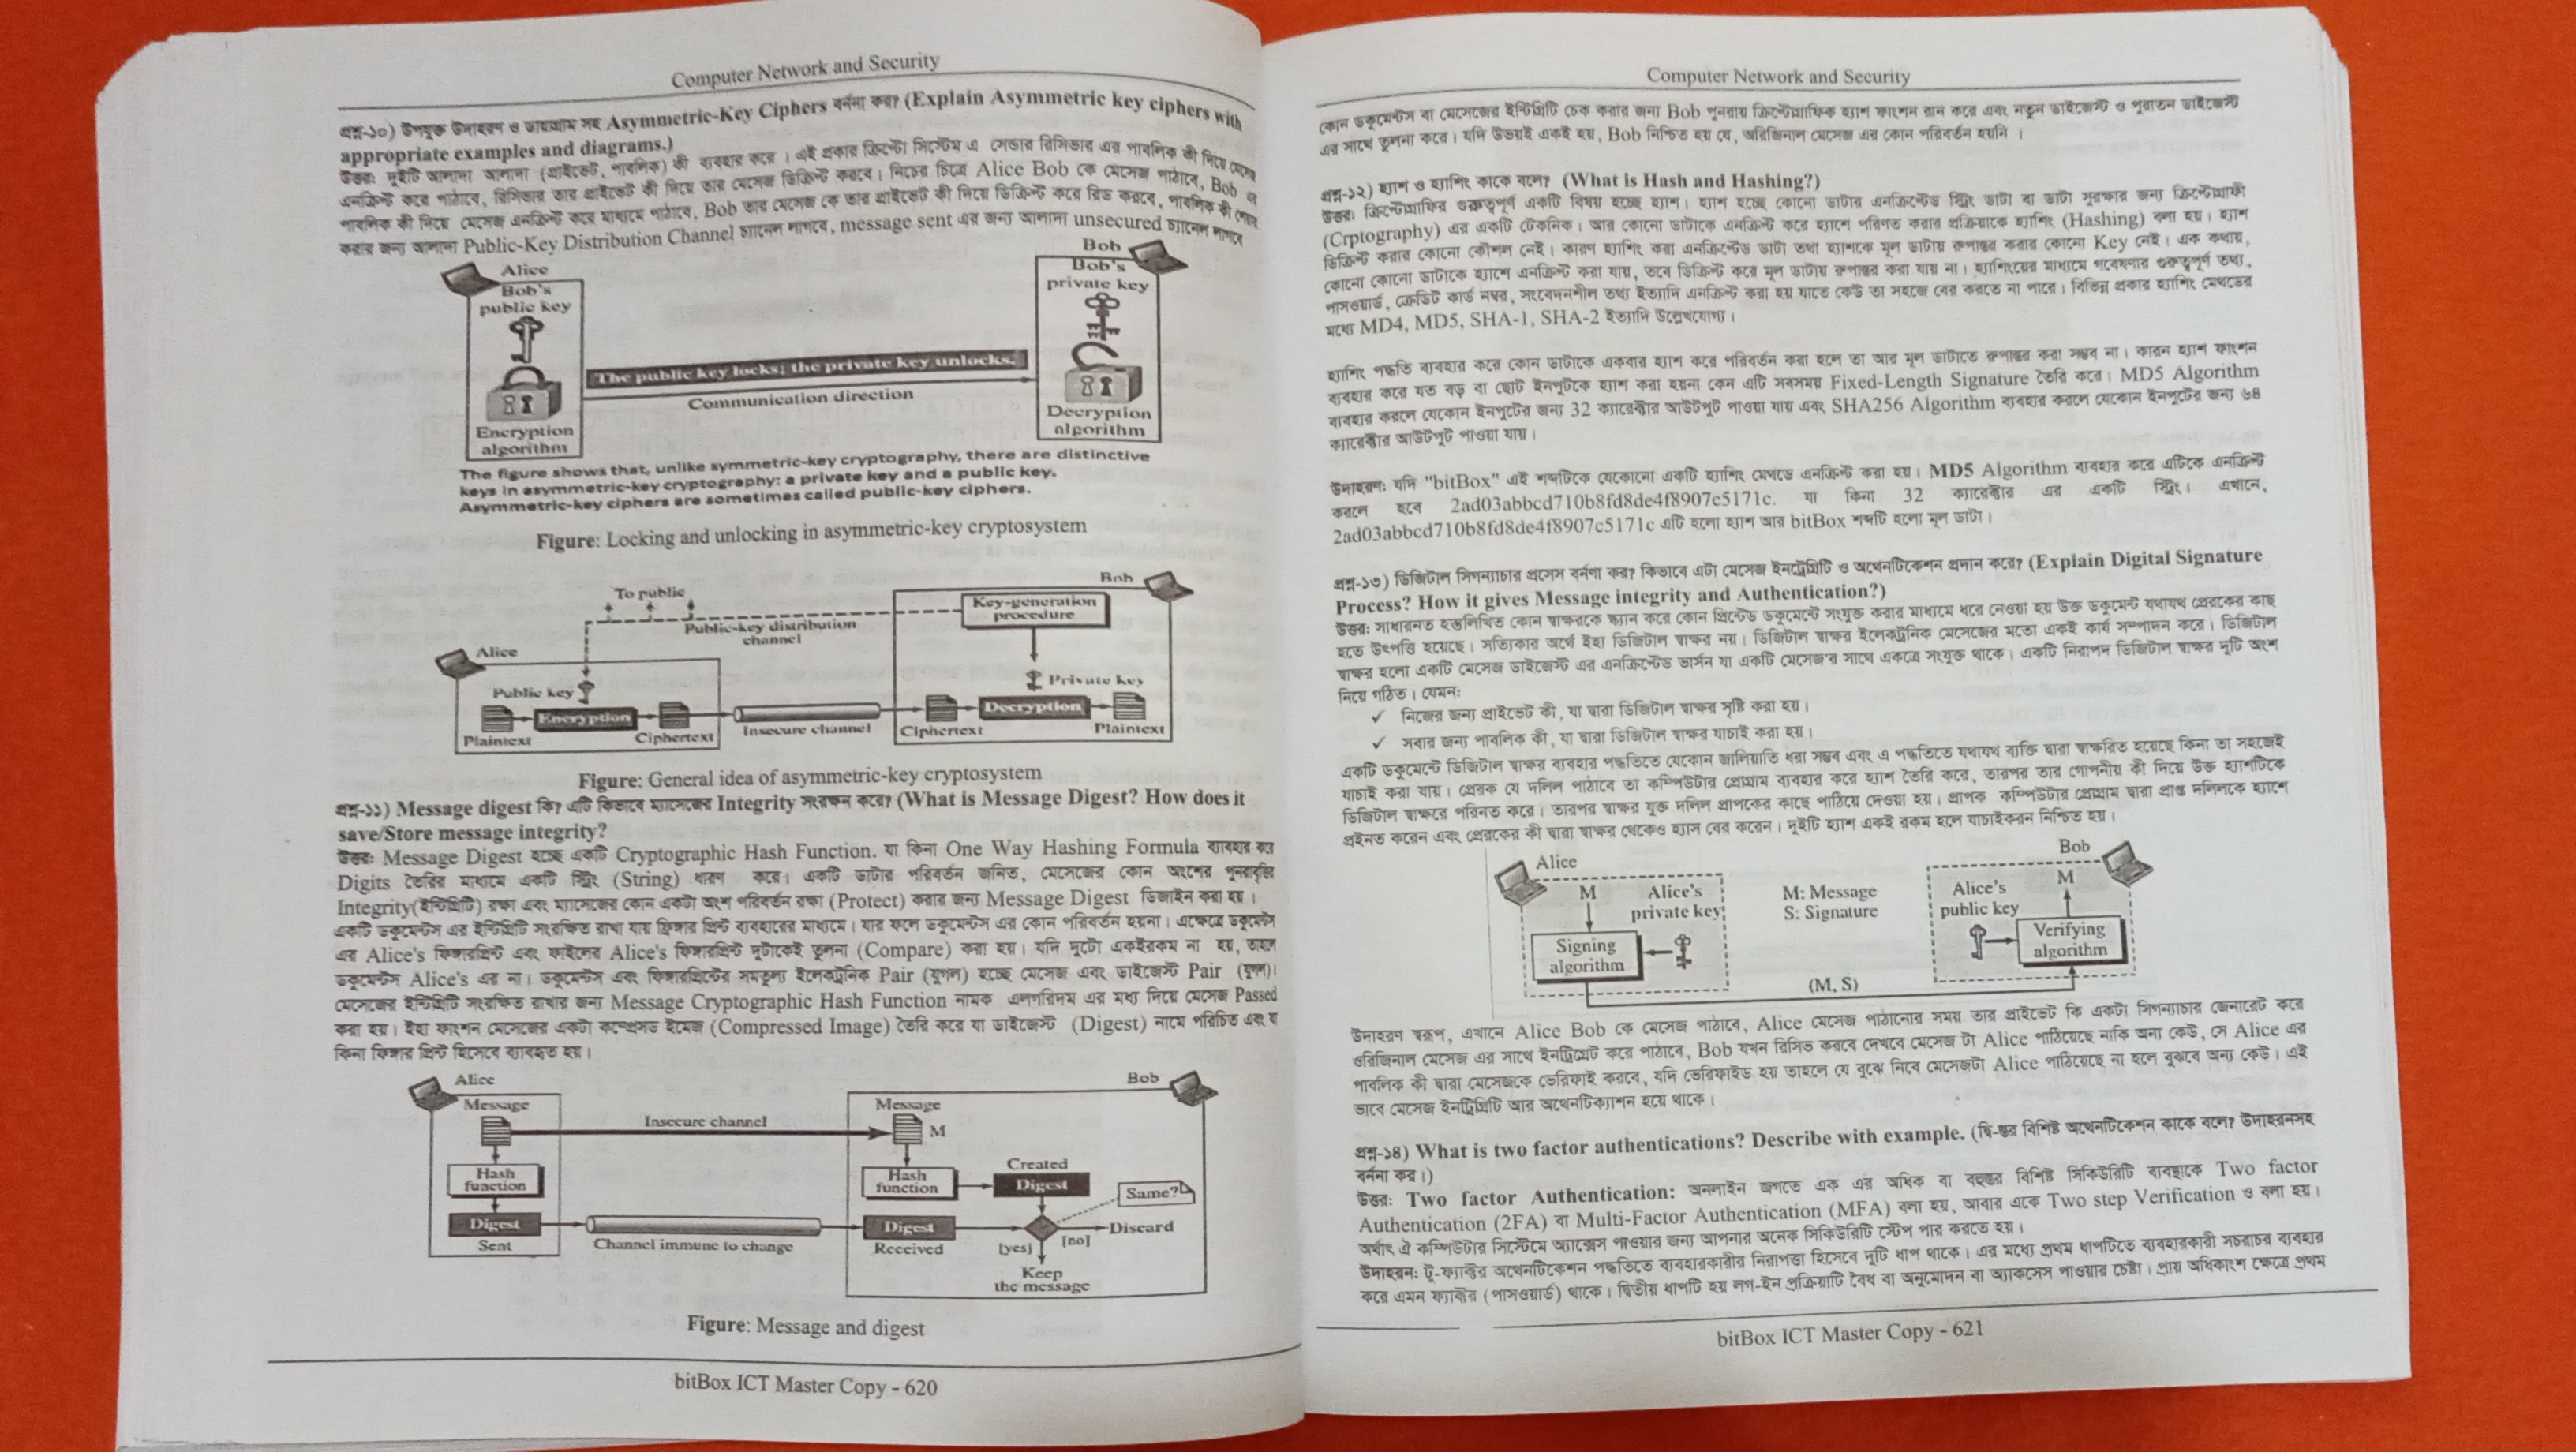 Computer Network and Security
প্রশ্ন-১০) উপযুক্ত উদাহরণ ও ডায়াগ্রাম সহ Asymmetric-Key Ciphers বর্ননা কর? (Explain Asymmetric key ciphers with
appropriate examples and diagrams.)
উত্তর: দুইটি আলাদা আলাদা (প্রাইভেট, পাবলিক) কী ব্যবহার করে। এই প্রকার ক্রিপ্টো সিস্টেম এ সেন্ডার রিসিভার এর পাবলিক কী দিয়ে মেসেজ
এনক্রিপ্ট করে পাঠাবে, রিসিভার তার প্রাইভেট কী দিয়ে তার মেসেজ ডিক্রিপ্ট করবে। নিচের চিত্রে Alice Bob কে মেসেজ পাঠাবে, Bob এর
পাবলিক কী দিয়ে মেসেজ এনক্রিপ্ট করে মাধ্যমে পাঠাবে, Bob তার মেসেজ কে তার প্রাইভেট কী দিয়ে ডিক্রিপ্ট করে রিড করবে, পাবলিক কী শেয়ার
করার জন্য আলাদা Public-Key Distribution Channel চ্যানেল লাগবে, message sent এর জন্য আলাদা unsecured চ্যানেল লাগবে
Alice
Bob's
public key
Encryption
algorithm
The public key locks; the private key unlocks.
Communication direction
Bob
Bob's
private key
Decryption
algorithm
The figure shows that, unlike symmetric-key cryptography, there are distinctive
keys in asymmetric-key cryptography: a private key and a public key.
Asymmetric-key ciphers are sometimes called public-key ciphers.
Figure: Locking and unlocking in asymmetric-key cryptosystem
To public
Public-key distribution
channel
Bob
Key-generation
procedure
Alice
Public key
Private key
Encryption
Decryption
Plaintext
Ciphertext
Insecure channel
Ciphertext
Plaintext
Figure: General idea of asymmetric-key cryptosystem
প্রশ্ন-১১) Message digest কি? এটি কিভাবে ম্যাসেজের Integrity সংরক্ষন করে? (What is Message Digest? How does it
save/Store message integrity?
উত্তর: Message Digest হচ্ছে একটি Cryptographic Hash Function. যা কিনা One Way Hashing Formula ব্যাবহার করে
Digits তৈরির মাধ্যমে একটি স্ট্রিং (String) ধারণ করে। একটি ডাটার পরিবর্তন জনিত, মেসেজের কোন অংশের পুনরাবৃত্তি
Integrity(ইন্টিগ্রিটি) রক্ষা এবং ম্যাসেজের কোন একটা অংশ পরিবর্তন রক্ষা (Protect) করার জন্য Message Digest ডিজাইন করা হয়।
একটি ডকুমেন্টস এর ইন্টিগ্রিটি সংরক্ষিত রাখা যায় ফিঙ্গার প্রিন্ট ব্যবহারের মাধ্যমে। যার ফলে ডকুমেন্টস এর কোন পরিবর্তন হয়না। এক্ষেত্রে ডকুমেন্টস
এর Alice's ফিঙ্গারপ্রিন্ট এবং ফাইলের Alice's ফিঙ্গারপ্রিন্ট দুটাকেই তুলনা (Compare) করা হয়। যদি দুটো একইরকম না হয়, তাহলে
ডকুমেন্টস Alice's এর না। ডকুমেন্টস এবং ফিঙ্গারপ্রিন্টের সমতুল্য ইলেকট্রনিক Pair (যুগল) হচ্ছে মেসেজ এবং ডাইজেস্ট Pair (যুগল)।
মেসেজের ইন্টিগ্রিটি সংরক্ষিত রাখার জন্য Message Cryptographic Hash Function নামক এলগরিদম এর মধ্য দিয়ে মেসেজ Passed
করা হয়। ইহা ফাংশন মেসেজের একটা কম্প্রেসড ইমেজ (Compressed Image) তৈরি করে যা ডাইজেস্ট (Digest) নামে পরিচিত এবং যা
কিনা ফিঙ্গার প্রিন্ট হিসেবে ব্যাবহৃত হয়।
Alice
Message
Hash
function
Digest
Sent
Insecure channel
Channel immune to change
Bob
Message
M
Hash
function
Created
Digest
Same?
Digest
Received
[yes]
[no]
Discard
Keep
the message
Figure: Message and digest
bitBox ICT Master Copy - 620
Computer Network and Security
কোন ডকুমেন্টস বা মেসেজের ইন্টিগ্রিটি চেক করার জন্য Bob পুনরায় ক্রিপ্টোগ্রাফিক হ্যাশ ফাংশন রান করে এবং নতুন ডাইজেস্ট ও পুরাতন ডাইজেস্ট
এর সাথে তুলনা করে। যদি উভয়ই একই হয়, Bob নিশ্চিত হয় যে, অরিজিনাল মেসেজ এর কোন পরিবর্তন হয়নি ।
প্রশ্ন-১২) হ্যাশ ও হ্যাশিং কাকে বলে? (What is Hash and Hashing?)
উত্তর: ক্রিপ্টোগ্রাফির গুরুত্বপূর্ণ একটি বিষয় হচ্ছে হ্যাশ। হ্যাশ হচ্ছে কোনো ডাটার এনক্রিপ্টেড স্ট্রিং ডাটা বা ডাটা সুরক্ষার জন্য ক্রিপ্টোগ্রাফী
(Crptography) এর একটি টেকনিক। আর কোনো ডাটাকে এনক্রিপ্ট করে হ্যাশে পরিণত করার প্রক্রিয়াকে হ্যাশিং (Hashing) বলা হয়। হ্যাশ
ডিক্রিপ্ট করার কোনো কৌশল নেই। কারণ হ্যাশিং করা এনক্রিপ্টেড ডাটা তথা হ্যাশকে মূল ডাটায় রুপান্তর করার কোনো Key নেই। এক কথায়,
কোনো কোনো ডাটাকে হ্যাশে এনক্রিপ্ট করা যায়, তবে ডিক্রিপ্ট করে মূল ডাটায় রুপান্তর করা যায় না। হ্যাশিংয়ের মাধ্যমে গবেষণার গুরুত্বপূর্ণ তথ্য,
পাসওয়ার্ড, ক্রেডিট কার্ড নম্বর, সংবেদনশীল তথ্য ইত্যাদি এনক্রিপ্ট করা হয় যাতে কেউ তা সহজে বের করতে না পারে। বিভিন্ন প্রকার হ্যাশিং মেথডের
মধ্যে MD4, MD5, SHA-1, SHA-2 ইত্যাদি উল্লেখযোগ্য।
হ্যাশিং পদ্ধতি ব্যবহার করে কোন ডাটাকে একবার হ্যাশ করে পরিবর্তন করা হলে তা আর মূল ডাটাতে রুপান্তর করা সম্ভব না। কারন হ্যাশ ফাংশন
ব্যবহার করে যত বড় বা ছোট ইনপুটকে হ্যাশ করা হয়না কেন এটি সবসময় Fixed-Length Signature তৈরি করে। MD5 Algorithm
ব্যবহার করলে যেকোন ইনপুটের জন্য 32 ক্যারেক্টার আউটপুট পাওয়া যায় এবং SHA256 Algorithm ব্যবহার করলে যেকোন ইনপুটের জন্য ৬৪
ক্যারেক্টার আউটপুট পাওয়া যায়।
উদাহরণ: যদি "bitBox" এই শব্দটিকে যেকোনো একটি হ্যাশিং মেথডে এনক্রিপ্ট করা হয়। MD5 Algorithm ব্যবহার করে এটিকে এনক্রিপ্ট
করলে হবে 2ad03abbcd710b8fd8de4f8907c5171c. যা কিনা 32 ক্যারেক্টার এর একটি স্ট্রিং। এখানে,
2ad03abbcd710b8fd8de4f8907c5171c এটি হলো হ্যাশ আর bitBox শব্দটি হলো মূল ডাটা।
প্রশ্ন-১৩) ডিজিটাল সিগন্যাচার প্রসেস বর্ননা কর? কিভাবে এটা মেসেজ ইনট্রেগ্রিটি ও অথেনটিকেশন প্রদান করে? (Explain Digital Signature
Process? How it gives Message integrity and Authentication?)
উত্তর: সাধারনত হস্তলিখিত কোন স্বাক্ষরকে স্ক্যান করে কোন প্রিন্টেড ডকুমেন্টে সংযুক্ত করার মাধ্যমে ধরে নেওয়া হয় উক্ত ডকুমেন্ট যথাযথ প্রেরকের কাছ
হতে উৎপত্তি হয়েছে। সত্যিকার অর্থে ইহা ডিজিটাল স্বাক্ষর নয়। ডিজিটাল স্বাক্ষর ইলেকট্রনিক মেসেজের মতো একই কার্য সম্পাদন করে। ডিজিটাল
স্বাক্ষর হলো একটি মেসেজ ডাইজেস্ট এর এনক্রিপ্টেড ভার্সন যা একটি মেসেজ'র সাথে একত্রে সংযুক্ত থাকে। একটি নিরাপদ ডিজিটাল স্বাক্ষর দুটি অংশ
নিয়ে গঠিত। যেমন:
✓ নিজের জন্য প্রাইভেট কী, যা দ্বারা ডিজিটাল স্বাক্ষর সৃষ্টি করা হয়।
✓ সবার জন্য পাবলিক কী, যা দ্বারা ডিজিটাল স্বাক্ষর যাচাই করা হয়।
একটি ডকুমেন্টে ডিজিটাল স্বাক্ষর ব্যবহার পদ্ধতিতে যেকোন জালিয়াতি ধরা সম্ভব এবং এ পদ্ধতিতে যথাযথ ব্যক্তি দ্বারা স্বাক্ষরিত হয়েছে কিনা তা সহজেই
যাচাই করা যায়। প্রেরক যে দলিল পাঠাবে তা কম্পিউটার প্রোগ্রাম ব্যবহার করে হ্যাশ তৈরি করে, তারপর তার গোপনীয় কী দিয়ে উক্ত হ্যাশটিকে
ডিজিটাল স্বাক্ষরে পরিনত করে। তারপর স্বাক্ষর যুক্ত দলিল প্রাপকের কাছে পাঠিয়ে দেওয়া হয়। প্রাপক কম্পিউটার প্রোগ্রাম দ্বারা প্রাপ্ত দলিলকে হ্যাশে
প্রইনত করেন এবং প্রেরকের কী দ্বারা স্বাক্ষর থেকেও হ্যাস বের করেন। দুইটি হ্যাশ একই রকম হলে যাচাইকরন নিশ্চিত হয়।
Alice
M
Alice's
private key
Signing
algorithm
M: Message
S: Signature
(M, S)
Bob
M
Alice's
public key
Verifying
algorithm
উদাহরণ স্বরূপ, এখানে Alice Bob কে মেসেজ পাঠাবে, Alice মেসেজ পাঠানোর সময় তার প্রাইভেট কি একটা সিগন্যাচার জেনারেট করে
ওরিজিনাল মেসেজ এর সাথে ইনট্রিগ্রেট করে পাঠাবে, Bob যখন রিসিভ করবে দেখবে মেসেজ টা Alice পাঠিয়েছে নাকি অন্য কেউ, সে Alice এর
পাবলিক কী দ্বারা মেসেজকে ভেরিফাই করবে, যদি ভেরিফাইড হয় তাহলে যে বুঝে নিবে মেসেজটা Alice পাঠিয়েছে না হলে বুঝবে অন্য কেউ। এই
ভাবে মেসেজ ইনট্রিগ্রিটি আর অথেনটিক্যাশন হয়ে থাকে।
প্রশ্ন-১৪) What is two factor authentications? Describe with example. (দ্বি-স্তর বিশিষ্ট অথেনটিকেশন কাকে বলে? উদাহরনসহ
বর্ননা কর।)
উত্তর: Two factor Authentication: অনলাইন জগতে এক এর অধিক বা বহুস্তর বিশিষ্ট সিকিউরিটি ব্যবস্থাকে Two factor
Authentication (2FA) বা Multi-Factor Authentication (MFA) বলা হয়, আবার একে Two step Verification ও বলা হয়।
অর্থাৎ ঐ কম্পিউটার সিস্টেমে অ্যাক্সেস পাওয়ার জন্য আপনার অনেক সিকিউরিটি স্টেপ পার করতে হয়।
উদাহরন: টু-ফ্যাক্টর অথেনটিকেশন পদ্ধতিতে ব্যবহারকারীর নিরাপত্তা হিসেবে দুটি ধাপ থাকে। এর মধ্যে প্রথম ধাপটিতে ব্যবহারকারী সচরাচর ব্যবহার
করে এমন ফ্যাক্টর (পাসওয়ার্ড) থাকে। দ্বিতীয় ধাপটি হয় লগ-ইন প্রক্রিয়াটি বৈধ বা অনুমোদন বা অ্যাকসেস পাওয়ার চেষ্টা। প্রায় অধিকাংশ ক্ষেত্রে প্রথম
bitBox ICT Master Copy - 621